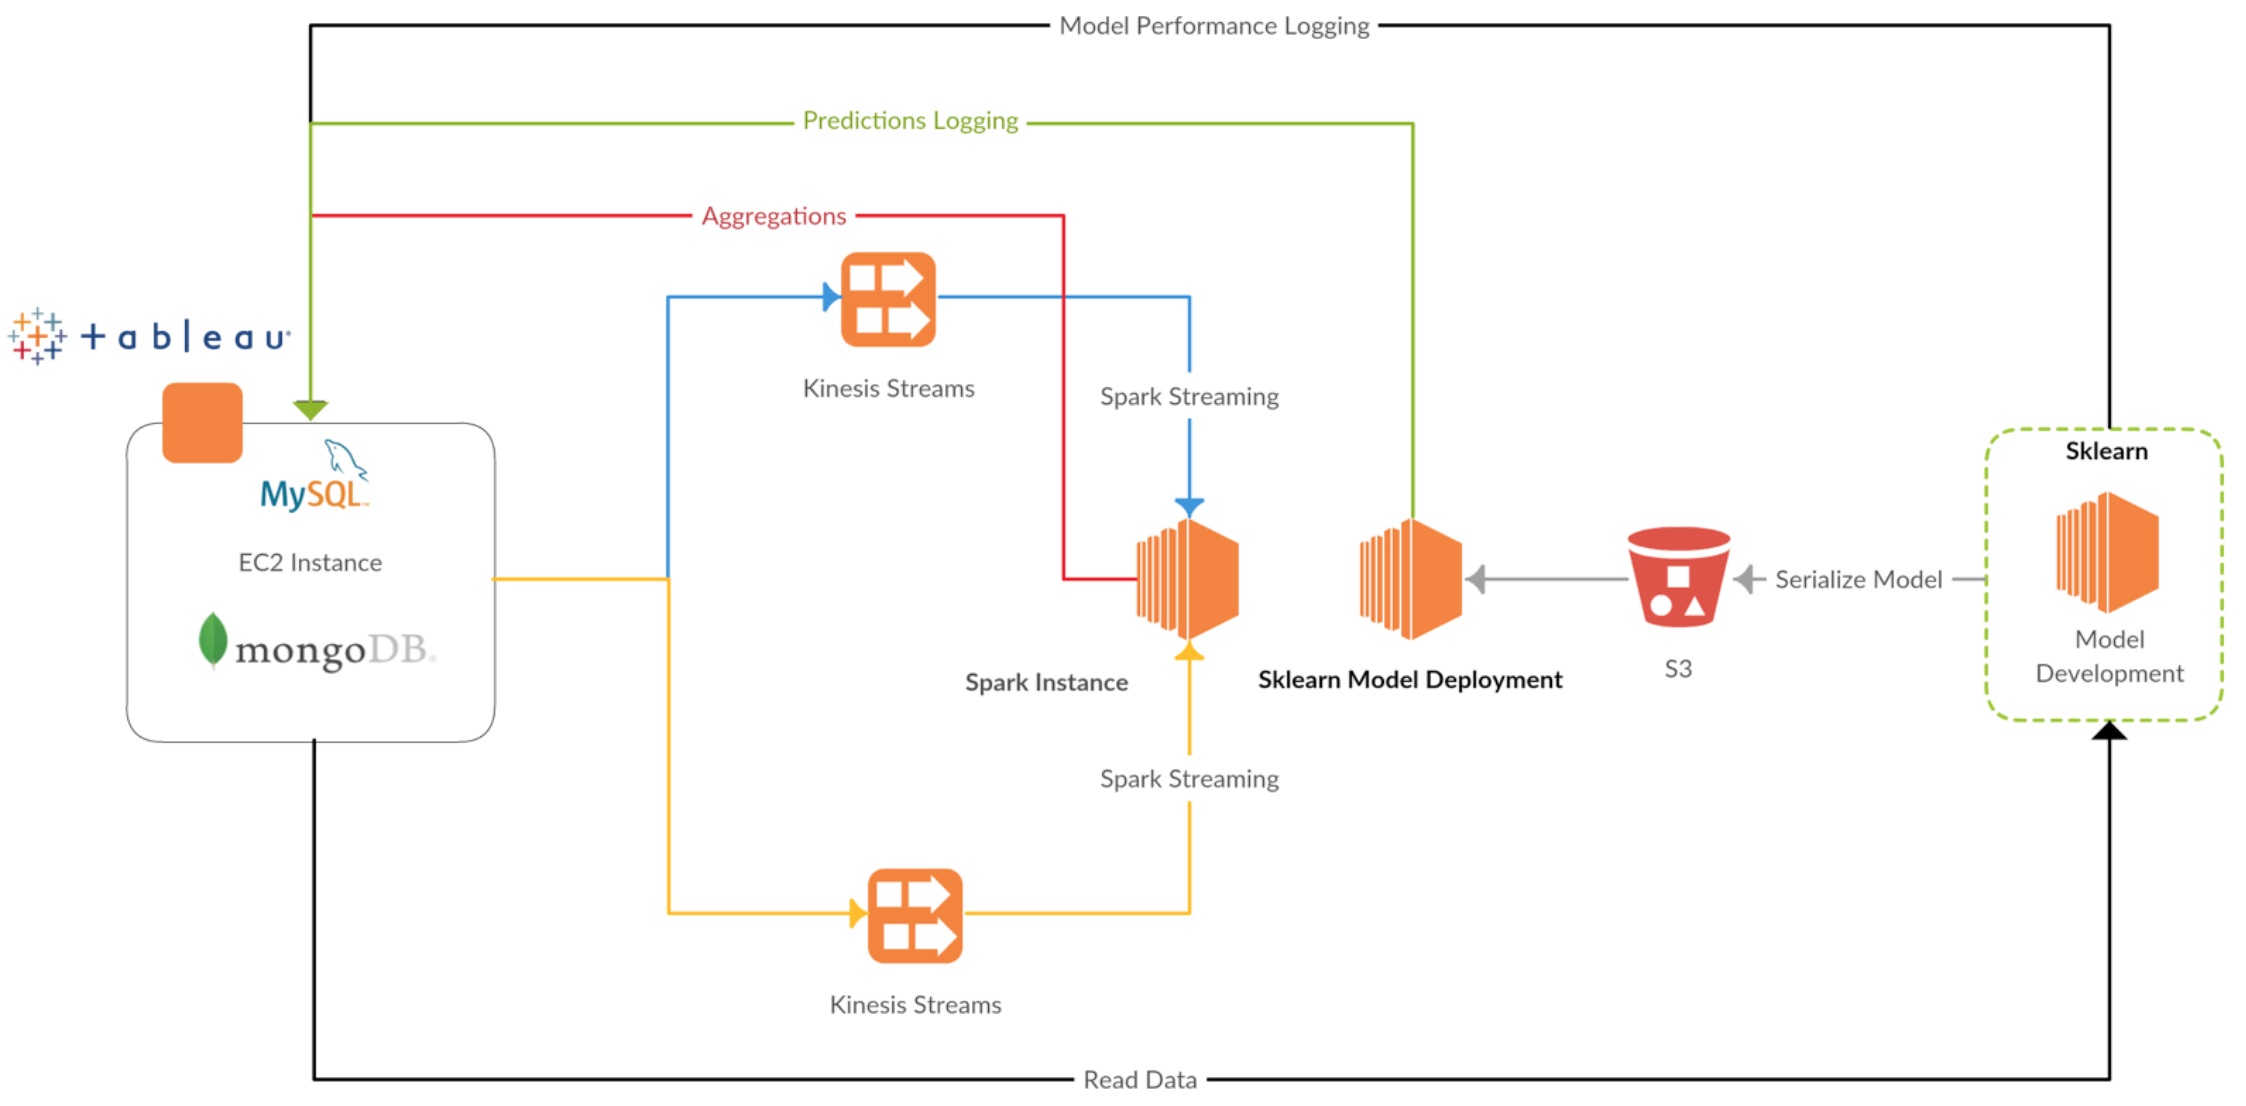 Model Performance Logging
Predictions Logging
Aggregations
+ableau
Kinesis Streams
Spark Streaming
MySQL
EC2 Instance
mongoDB
Spark Instance
Sklearn Model Deployment
S3
Serialize Model
Sklearn
Model
Development
Spark Streaming
Kinesis Streams
Read Data